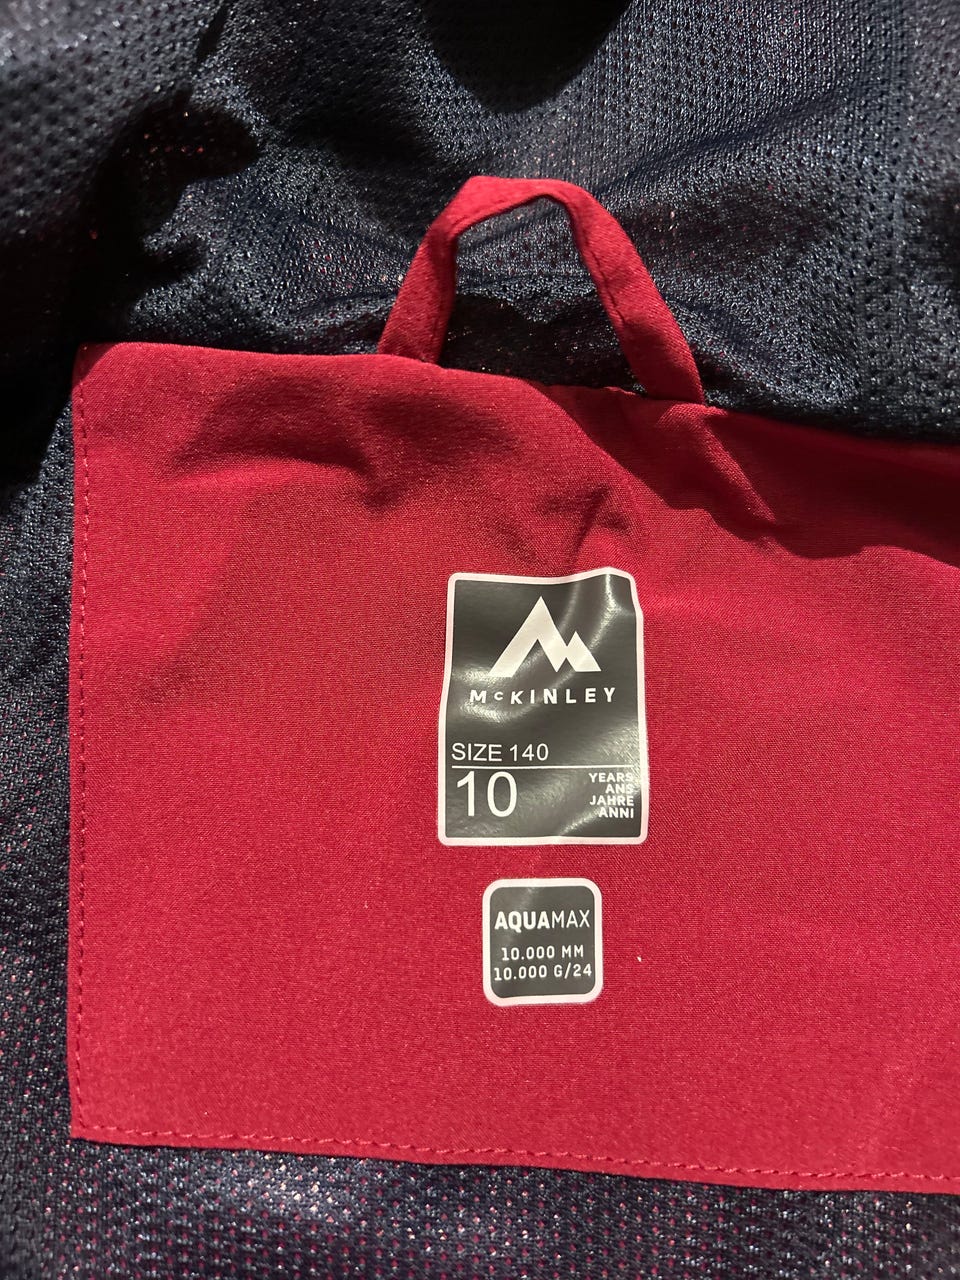 McKINLEY
SIZE 140
10
YEARS
ANS
JAHRE
ANNI
AQUAMAX
10.000 MM
10.000 G/24